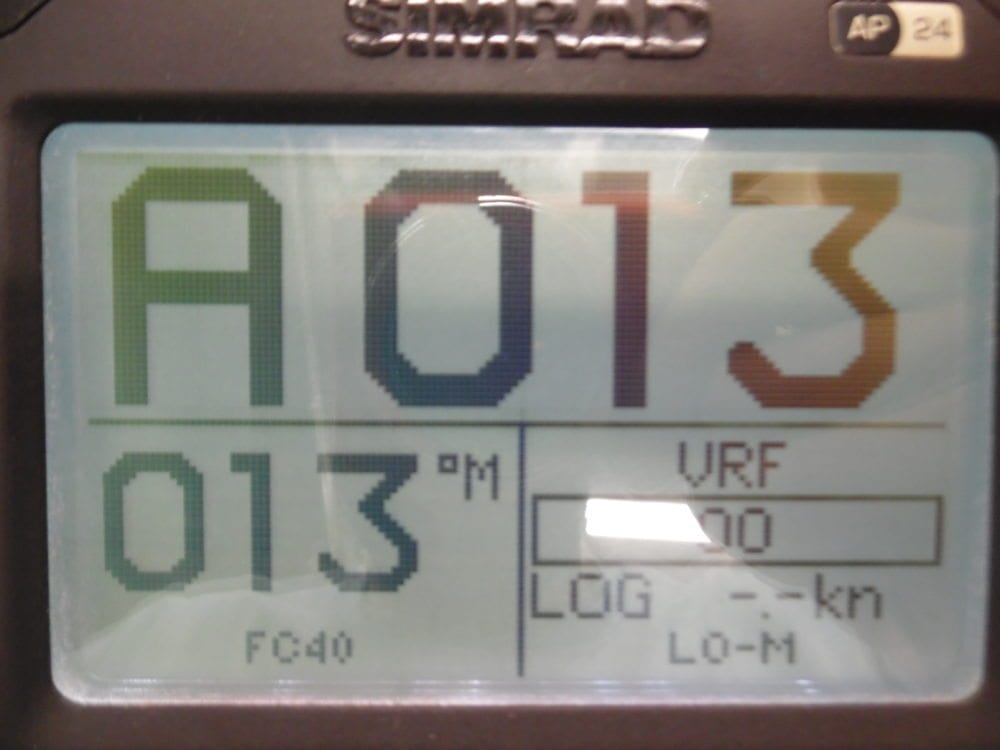 SIMRAD
AP 24
A013
013°M
FC40
VRF
00
LOG -.-kn
LO-M